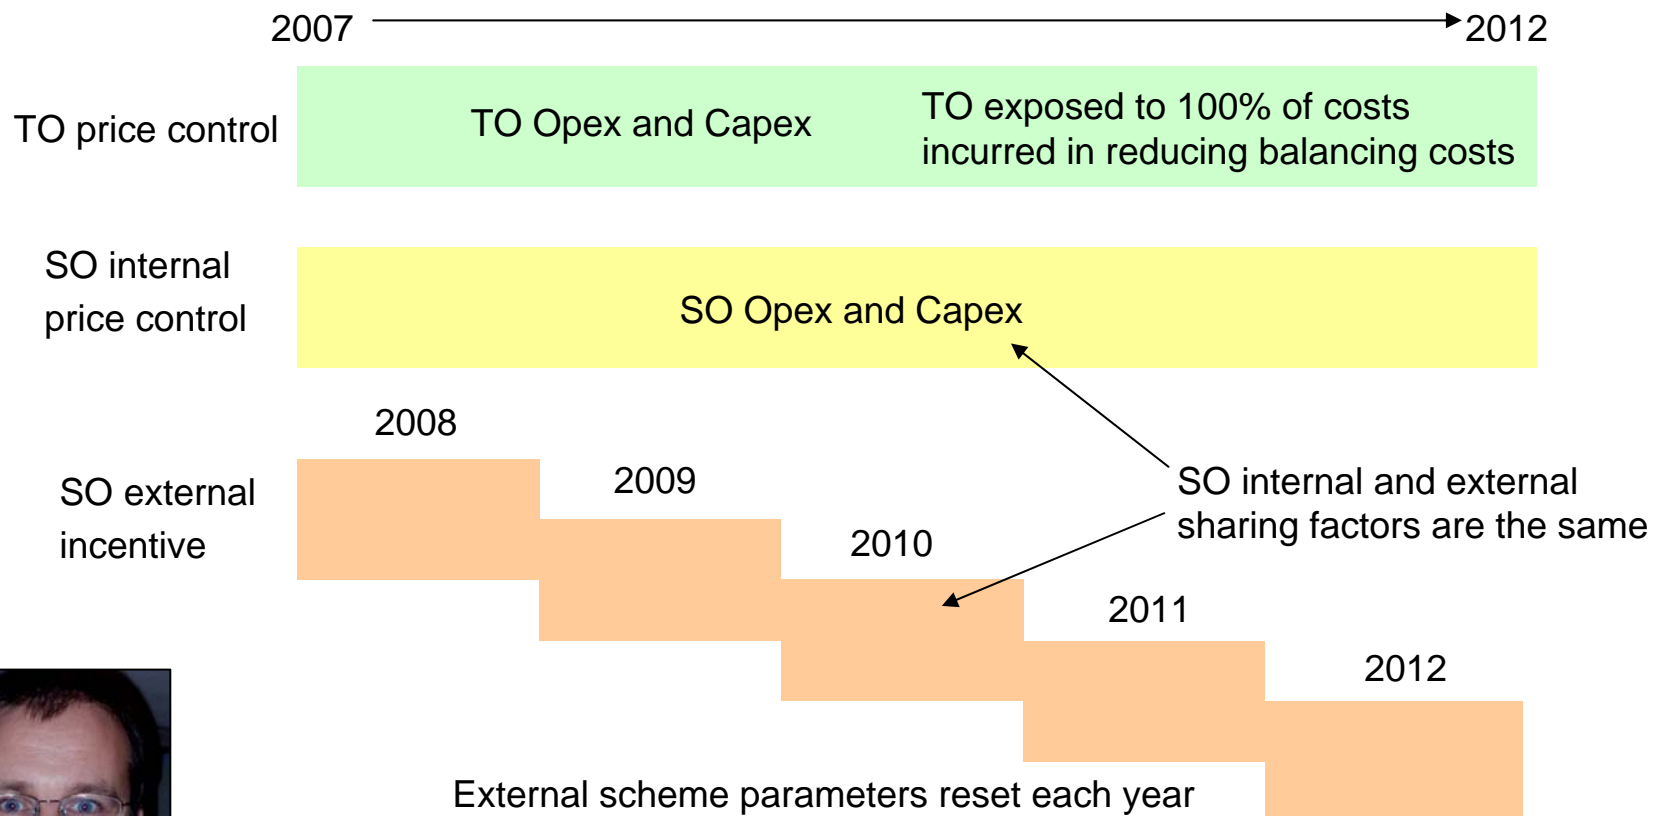 2007
2012
TO price control
TO Opex and Capex
TO exposed to 100% of costs
incurred in reducing balancing costs
SO internal
price control
SO Opex and Capex
2008
SO external
incentive
2009
2010
SO internal and external
sharing factors are the same
2011
2012
External scheme parameters reset each year